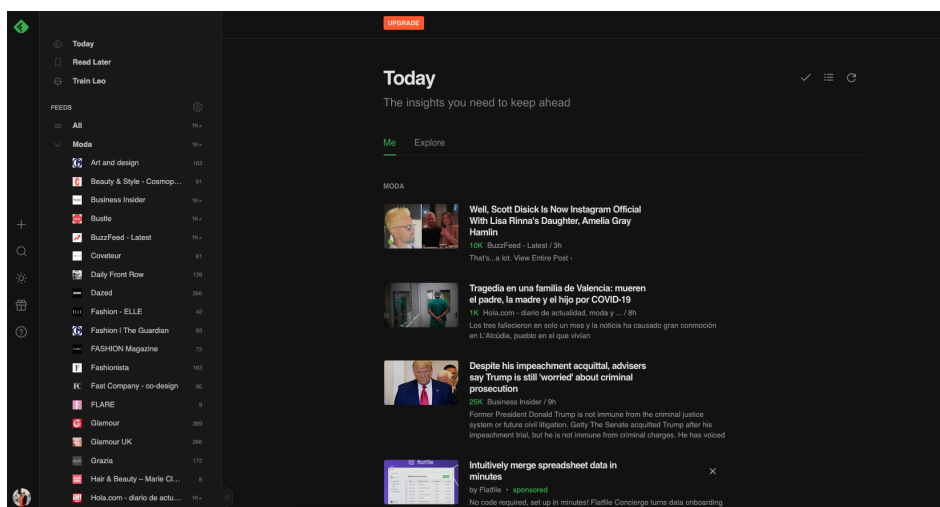 UPGRADE
Today
Read Later
Train Leo
FEEDS
All 1K+
Moda 1K+
Art and design 183
Beauty & Style - Cosmop... 91
Business Insider 1K+
Bustle 1K+
BuzzFeed - Latest 1K+
Coveteur 81
Daily Front Row 139
Dazed 266
Fashion - ELLE 42
Fashion | The Guardian 93
FASHION Magazine 72
Fashionista 163
Fast Company - co-design 95
FLARE 9
Glamour 389
Glamour UK 286
Grazia 172
Hair & Beauty – Marie Cl... 8
Hola.com - diario de actu... 1K+
Today
The insights you need to keep ahead
Me Explore
MODA
Well, Scott Disick Is Now Instagram Official
With Lisa Rinna's Daughter, Amelia Gray
Hamlin
10K BuzzFeed - Latest / 3h
That's...a lot. View Entire Post ›
Tragedia en una familia de Valencia: mueren
el padre, la madre y el hijo por COVID-19
1K Hola.com - diario de actualidad, moda y ... / 8h
Los tres fallecieron en solo un mes y la noticia ha causado gran conmoción
en L'Alcúdia, pueblo en el que vivían
Despite his impeachment acquittal, advisers
say Trump is still 'worried' about criminal
prosecution
25K Business Insider / 9h
Former President Donald Trump is not immune from the criminal justice
system or future civil litigation. Getty The Senate acquitted Trump after his
impeachment trial, but he is not immune from criminal charges. He has voiced
flatfile
Intuitively merge spreadsheet data in
minutes
by Flatfile • sponsored
No code required, set up in minutes! Flatfile Concierge turns data onboarding